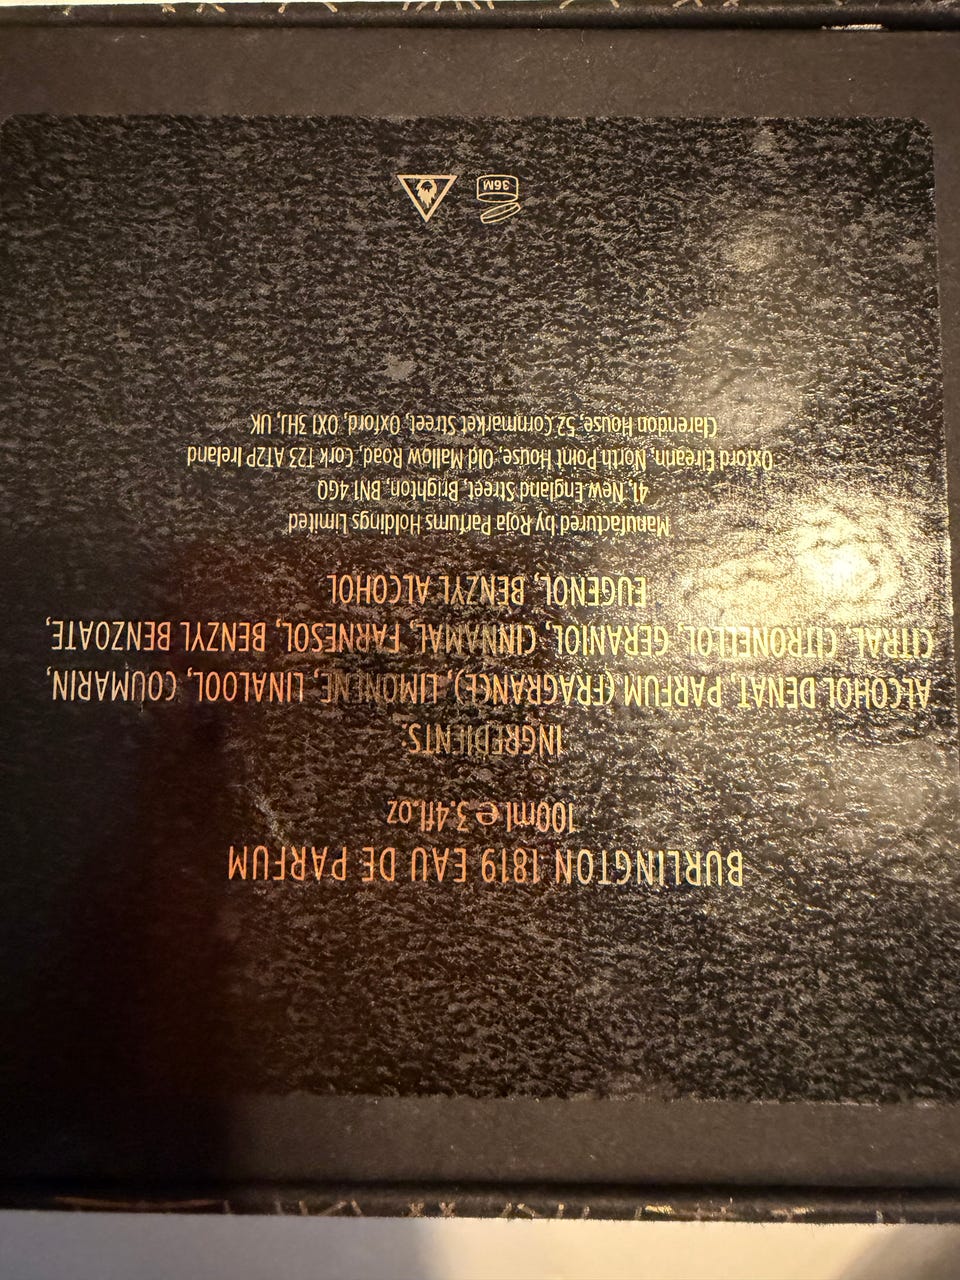 BURLINGTON 1819 EAU DE PARFUM
100ml e 3.4fl.oz
INGREDIENTS:
ALCOHOL DENAT, PARFUM (FRAGRANCE), LIMONENE, LINALOOL, COUMARIN,
CITRAL, CITRONELLOL, GERANIOL, CINNAMAL, FARNESOL, BENZYL BENZOATE,
EUGENOL, BENZYL ALCOHOL
Manufactured by Roja Parfums Holdings Limited
41, New England Street, Brighton, BN1 4GQ
Oxford Eireann, North Point House, Old Mallow Road, Cork T23 AT2P Ireland
Clarendon House, 52 Cornmarket Street, Oxford, OX1 3HJ, UK
36M